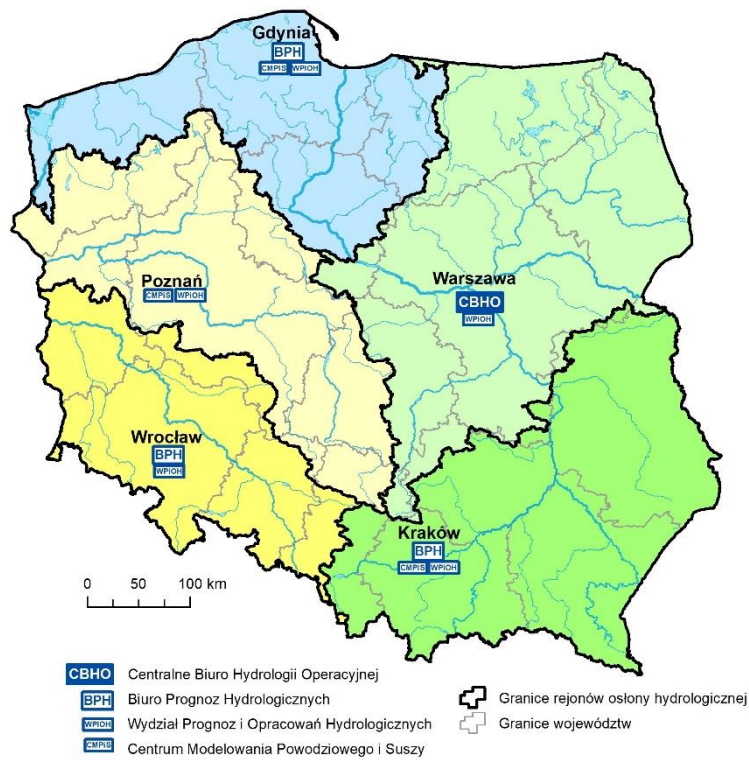 Gdynia
BPH
CMPiS WPIOH
Poznań
CMPiS WPIOH
Warszawa
CBHO
WPIOH
Wrocław
BPH
WPIOH
Kraków
BPH
CMPiS WPIOH
0 50 100 km
CBHO Centralne Biuro Hydrologii Operacyjnej
BPH Biuro Prognoz Hydrologicznych
WPIOH Wydział Prognoz i Opracowań Hydrologicznych
CMPiS Centrum Modelowania Powodziowego i Suszy
Granice rejonów osłony hydrologicznej
Granice województw